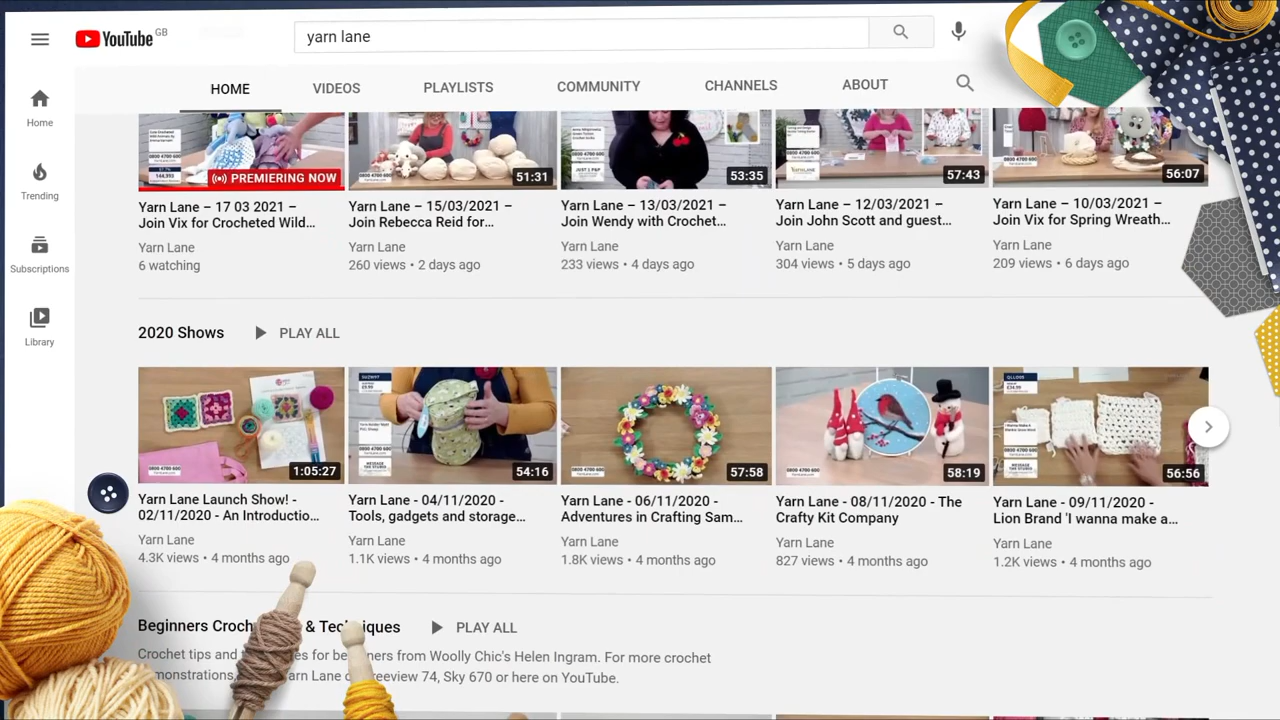 YouTube GB
yarn lane
HOME VIDEOS PLAYLISTS COMMUNITY CHANNELS ABOUT
Home
Trending
Subscriptions
Library
0800 4700 600
PREMIERING NOW
51:31
53:35
57:43
56:07
Yarn Lane – 17 03 2021 –
Join Vix for Crocheted Wild...
Yarn Lane
6 watching
Yarn Lane – 15/03/2021 –
Join Rebecca Reid for...
Yarn Lane
260 views • 2 days ago
Yarn Lane – 13/03/2021 –
Join Wendy with Crochet...
Yarn Lane
233 views • 4 days ago
Yarn Lane – 12/03/2021 –
Join John Scott and guest...
Yarn Lane
304 views • 5 days ago
Yarn Lane – 10/03/2021 –
Join Vix for Spring Wreath...
Yarn Lane
209 views • 6 days ago
2020 Shows PLAY ALL
1:05:27
54:16
57:58
58:19
56:56
Yarn Lane Launch Show! -
02/11/2020 - An Introductio...
Yarn Lane
4.3K views • 4 months ago
Yarn Lane - 04/11/2020 -
Tools, gadgets and storage...
Yarn Lane
1.1K views • 4 months ago
Yarn Lane - 06/11/2020 -
Adventures in Crafting Sam...
Yarn Lane
1.8K views • 4 months ago
Yarn Lane - 08/11/2020 - The
Crafty Kit Company
Yarn Lane
827 views • 4 months ago
Yarn Lane - 09/11/2020 -
Lion Brand 'I wanna make a...
Yarn Lane
1.2K views • 4 months ago
Beginners & PLAY ALL
Crochet tips and for from Woolly Chic's Helen Ingram. For more crochet
Lane 74, Sky 670 or here on YouTube.